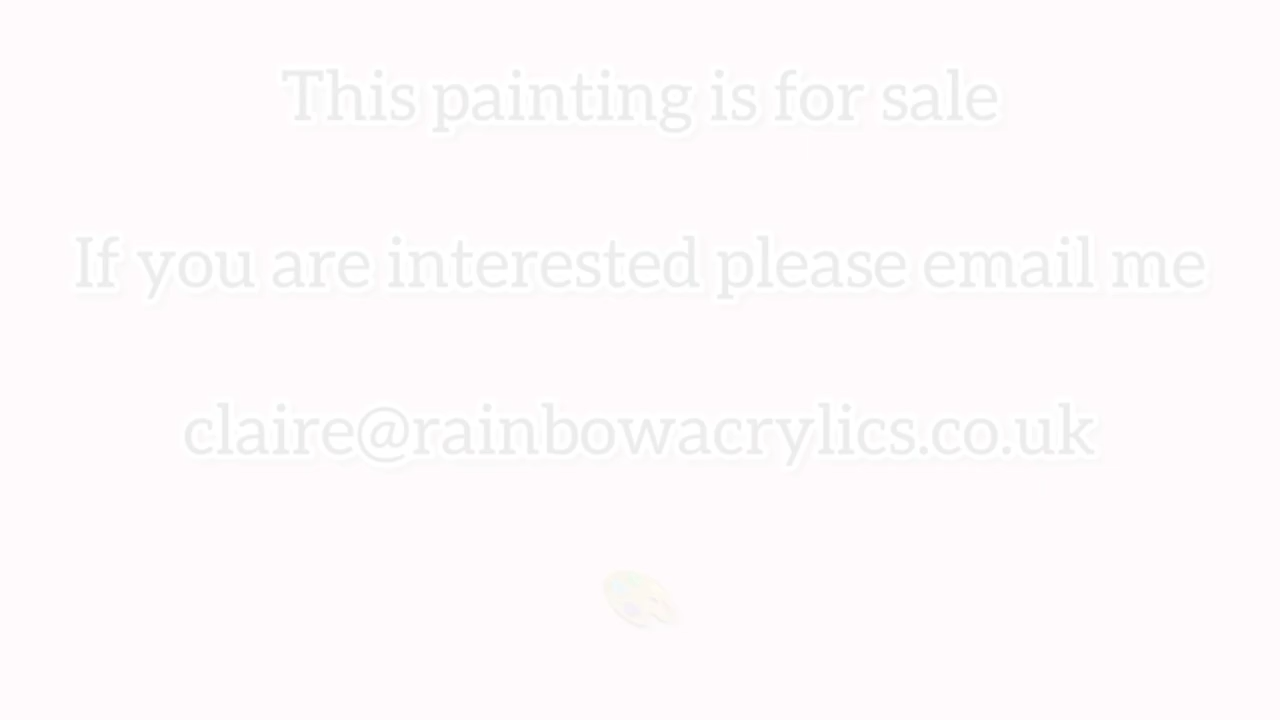 This painting is for sale
If you are interested please email me
claire@rainbowacrylics.co.uk